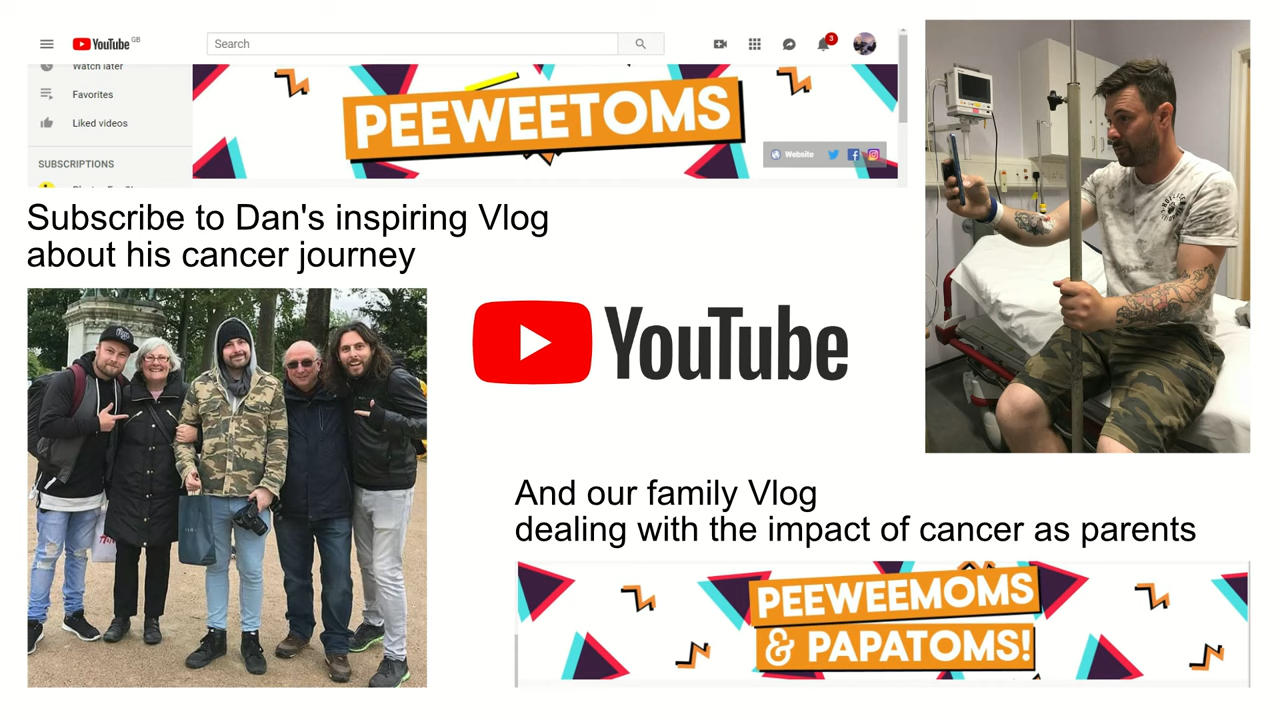 YouTube GB
Search
3
Watch later
Favorites
Liked videos
SUBSCRIPTIONS
PEEWEETOMS
Website
Subscribe to Dan's inspiring Vlog
about his cancer journey
YouTube
And our family Vlog
dealing with the impact of cancer as parents
PEEWEEMOMS
& PAPATOMS!